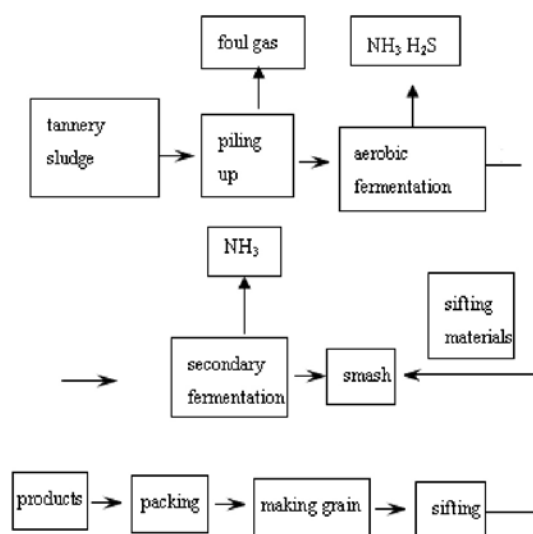 foul gas
NH₃ H₂S
tannery
sludge
piling
up
aerobic
fermentation
NH₃
sifting
materials
secondary
fermentation
smash
products
packing
making grain
sifting